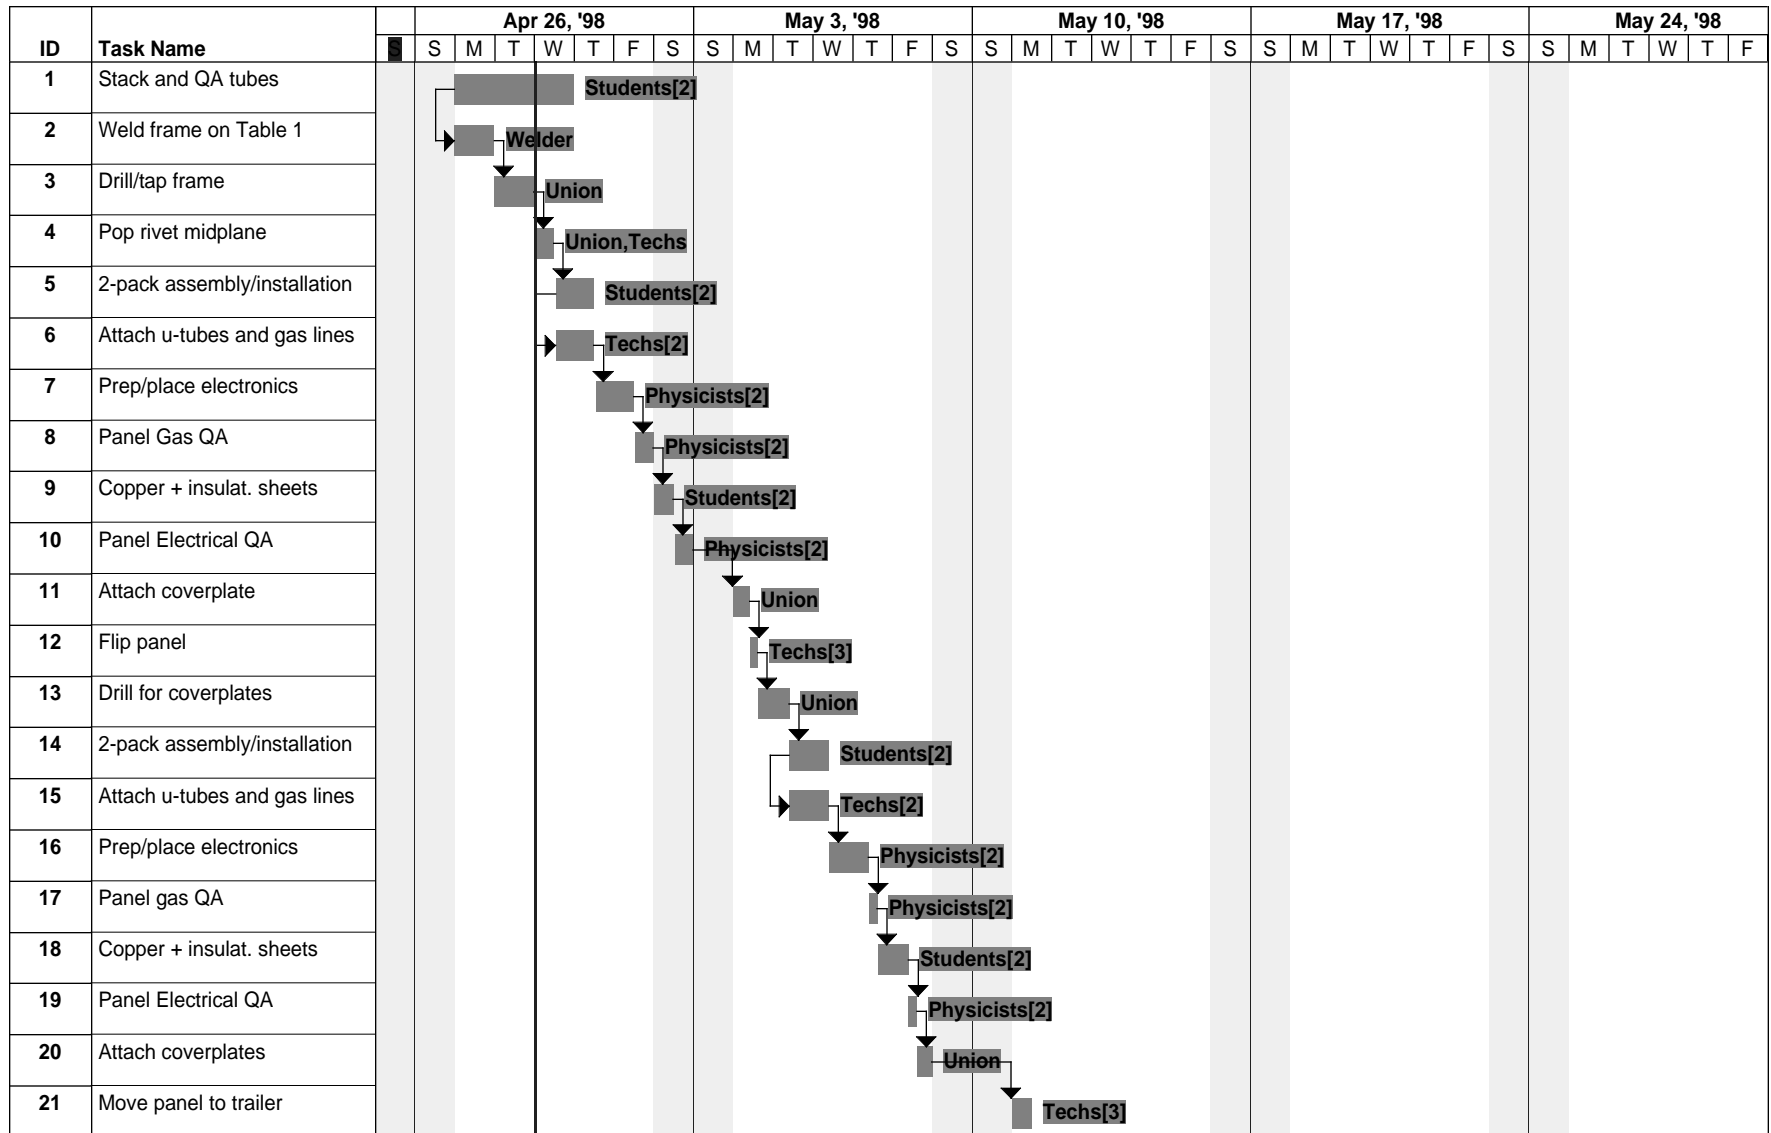 Apr 26, '98 May 3, '98 May 10, '98 May 17, '98 May 24, '98
ID Task Name S S M T W T F S S M T W T F S S M T W T F S S M T W T F S S M T W T F
1 Stack and QA tubes Students[2]
2 Weld frame on Table 1 Welder
3 Drill/tap frame Union
4 Pop rivet midplane Union,Techs
5 2-pack assembly/installation Students[2]
6 Attach u-tubes and gas lines Techs[2]
7 Prep/place electronics Physicists[2]
8 Panel Gas QA Physicists[2]
9 Copper + insulat. sheets Students[2]
10 Panel Electrical QA Physicists[2]
11 Attach coverplate Union
12 Flip panel Techs[3]
13 Drill for coverplates Union
14 2-pack assembly/installation Students[2]
15 Attach u-tubes and gas lines Techs[2]
16 Prep/place electronics Physicists[2]
17 Panel gas QA Physicists[2]
18 Copper + insulat. sheets Students[2]
19 Panel Electrical QA Physicists[2]
20 Attach coverplates Union
21 Move panel to trailer Techs[3]